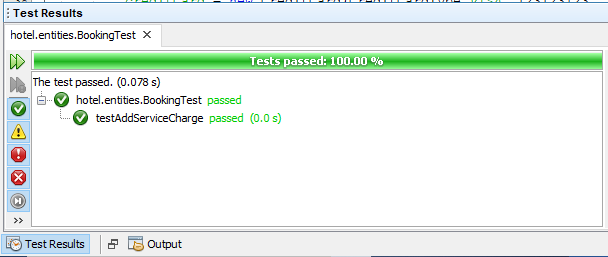 Test Results
hotel.entities.BookingTest
Tests passed: 100.00 %
The test passed. (0.078 s)
hotel.entities.BookingTest passed
testAddServiceCharge passed (0.0 s)
>>
Test Results
Output